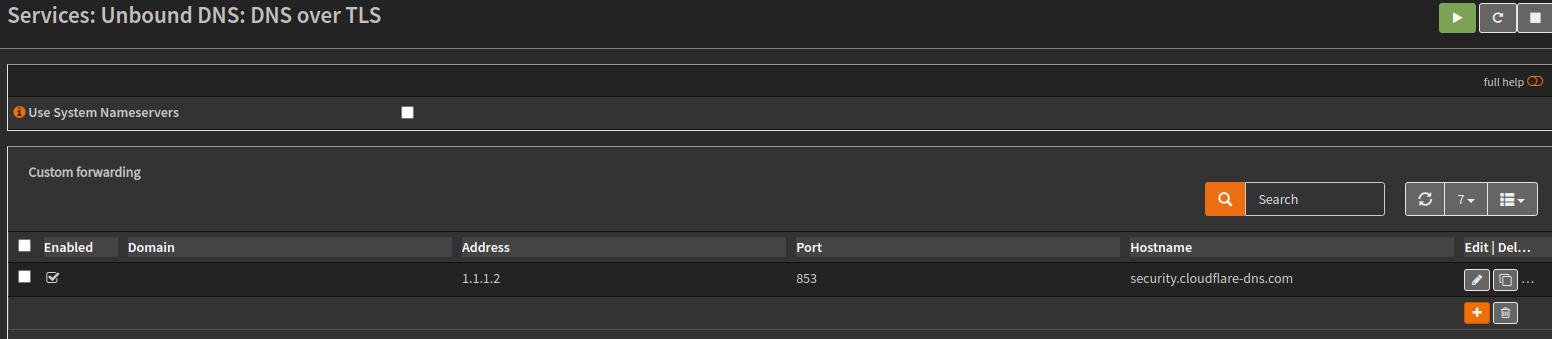 Services: Unbound DNS: DNS over TLS
full help
Use System Nameservers
Custom forwarding
Search
7
Enabled Domain Address Port Hostname Edit | Del...
1.1.1.2 853 security.cloudflare-dns.com ...